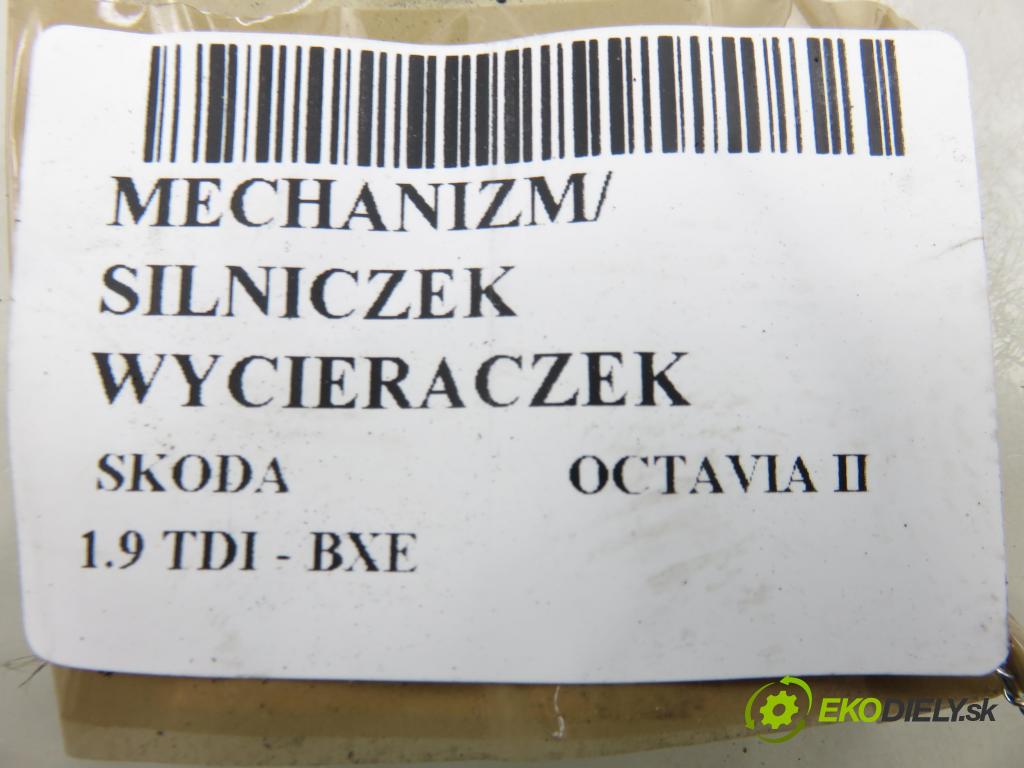 MECHANIZM/
SILNICZEK
WYCIERACZEK
SKODA OCTAVIA II
1.9 TDI - BXE
EKODIELY.sk